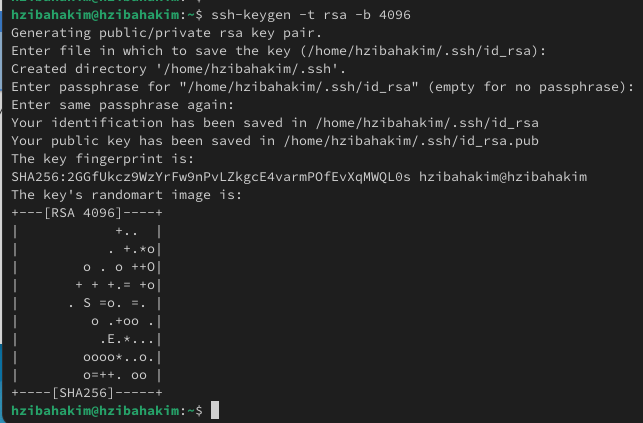 hzibahakim@hzibahakim:~$ ssh-keygen -t rsa -b 4096
Generating public/private rsa key pair.
Enter file in which to save the key (/home/hzibahakim/.ssh/id_rsa):
Created directory '/home/hzibahakim/.ssh'.
Enter passphrase for "/home/hzibahakim/.ssh/id_rsa" (empty for no passphrase):
Enter same passphrase again:
Your identification has been saved in /home/hzibahakim/.ssh/id_rsa
Your public key has been saved in /home/hzibahakim/.ssh/id_rsa.pub
The key fingerprint is:
SHA256:2GGfUkcz9WzYrFw9nPvLZkgcE4varmPOfEvXqMWQL0s hzibahakim@hzibahakim
The key's randomart image is:
+---[RSA 4096]----+
|            +..  |
|           . +.*o|
|        o . o ++O|
|       + + +.= +o|
|      . S =o. =. |
|         o .+oo .|
|          .E.*...|
|        oooo*..o.|
|        o=++. oo |
+----[SHA256]-----+
hzibahakim@hzibahakim:~$